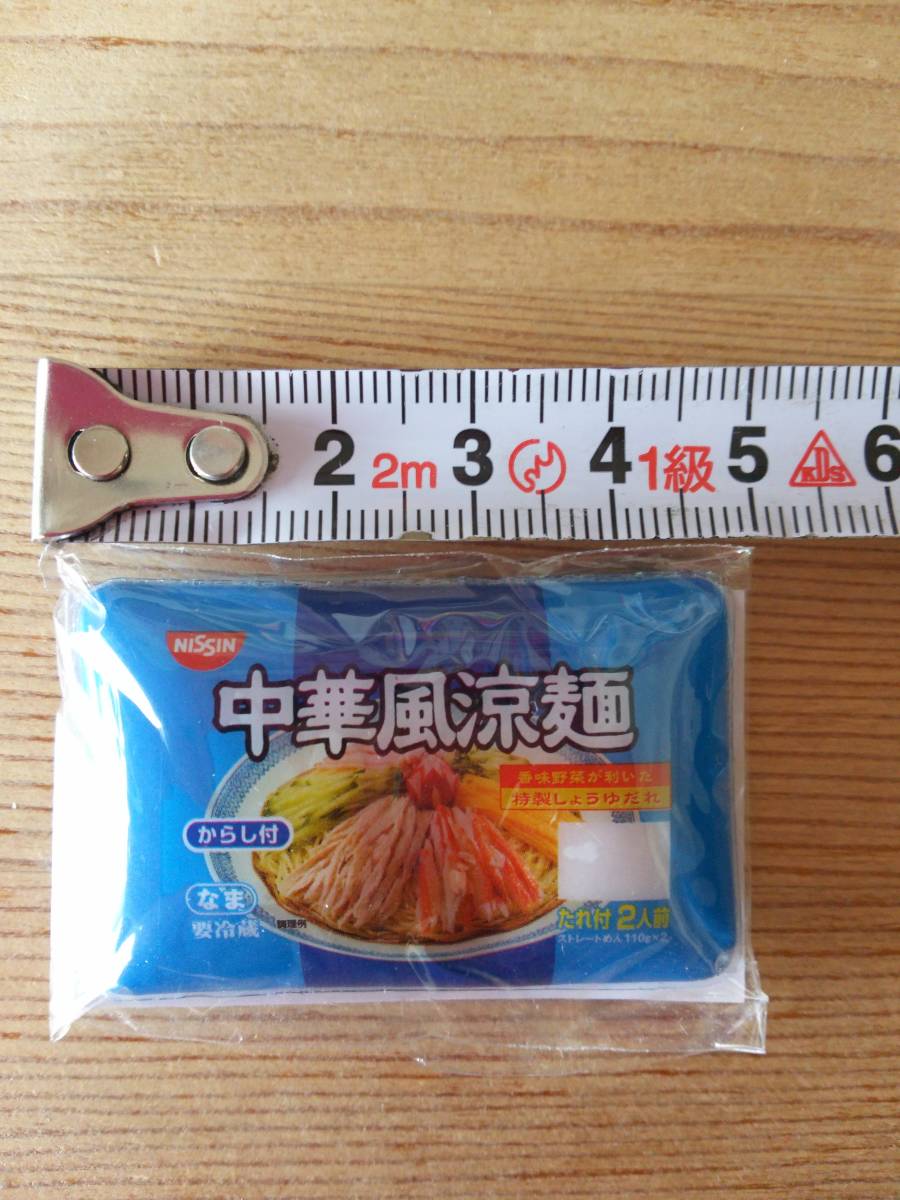 2 2m 3 4 1級 5 KDS 6
NISSIN
中華風涼麺
香味野菜が利いた
特製しょうゆだれ
からし付
なま
要冷蔵
調理例
たれ付 2人前
ストレートめん 110g×2